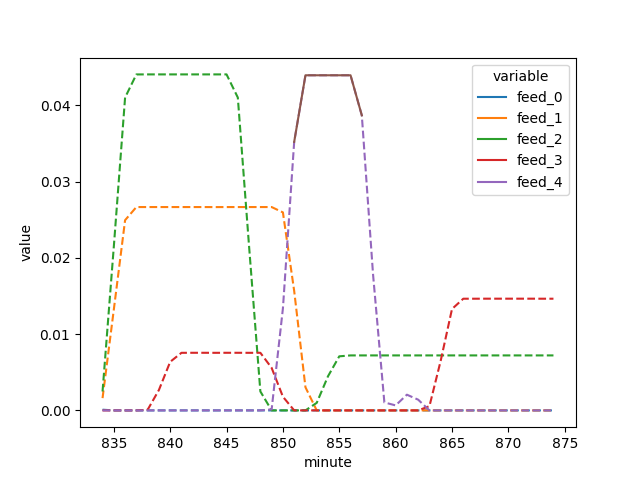 variable
feed_0
feed_1
feed_2
feed_3
feed_4
value
0.04
0.03
0.02
0.01
0.00
835 840 845 850 855 860 865 870 875
minute